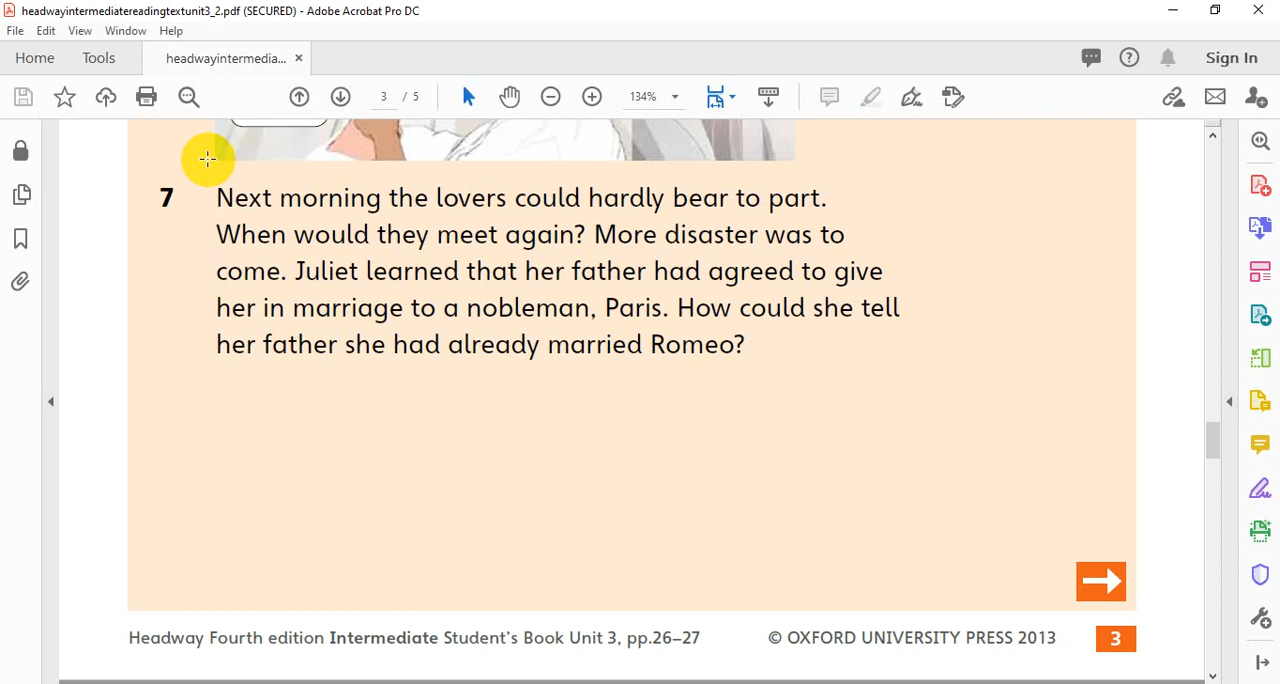 headwayintermediatereadingtextunit3_2.pdf (SECURED) - Adobe Acrobat Pro DC
File Edit View Window Help
Home Tools headwayintermedia... × Sign In
3 / 5 134%
7 Next morning the lovers could hardly bear to part.
When would they meet again? More disaster was to
come. Juliet learned that her father had agreed to give
her in marriage to a nobleman, Paris. How could she tell
her father she had already married Romeo?
Headway Fourth edition Intermediate Student's Book Unit 3, pp.26–27 © OXFORD UNIVERSITY PRESS 2013 3